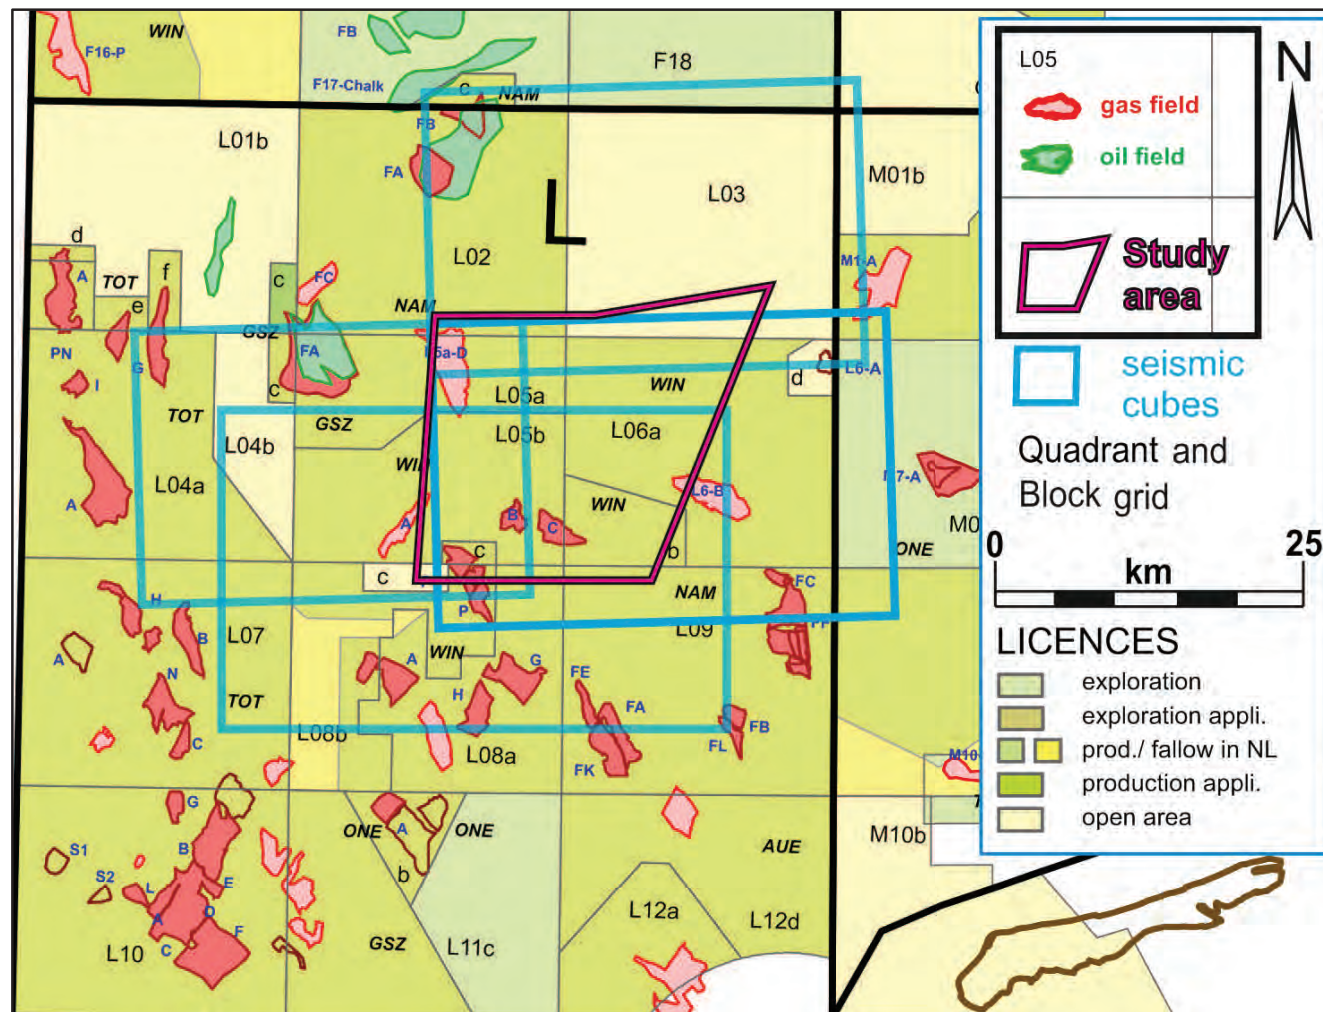 WIN
F16-P
FB
F17-Chalk
F18
c
NAM
L01b
FB
FA
L
L03
M01b
L02
d
A
TOT
f
e
c
FC
NAM
M1-A
GSZ
PN
G
I
FA
c
L05a
WIN
d
L6-A
TOT
GSZ
L04b
L05b
L06a
WIN
L04a
A
A
B
C
WIN
L6-B
b
ONE
c
c
H
P
NAM
FC
L07
B
A
N
WIN
L09
TOT
A
G
H
FE
FA
FB
FL
C
L08b
L08a
FK
G
ONE
A
ONE
M10b
AUE
B
S1
S2
L
E
b
A
O
F
C
L10
GSZ
L11c
L12a
L12d
L05
N
gas field
oil field
Study
area
seismic
cubes
Quadrant and
Block grid
0
25
km
LICENCES
exploration
exploration appli.
prod./ fallow in NL
production appli.
open area